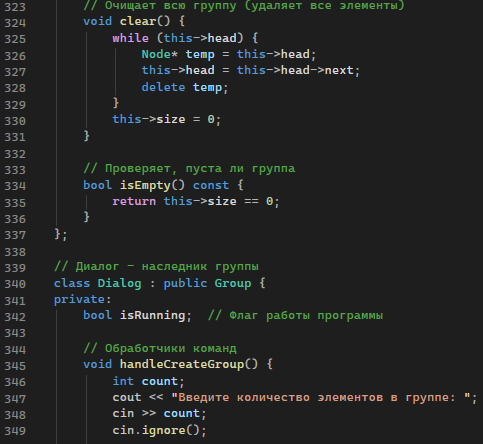 323 // Очищает всю группу (удаляет все элементы)
324 void clear() {
325 while (this->head) {
326 Node* temp = this->head;
327 this->head = this->head->next;
328 delete temp;
329 }
330 this->size = 0;
331 }
332
333 // Проверяет, пуста ли группа
334 bool isEmpty() const {
335 return this->size == 0;
336 }
337 };
338
339 // Диалог - наследник группы
340 class Dialog : public Group {
341 private:
342 bool isRunning; // Флаг работы программы
343
344 // Обработчики команд
345 void handleCreateGroup() {
346 int count;
347 cout << "Введите количество элементов в группе: ";
348 cin >> count;
349 cin.ignore();